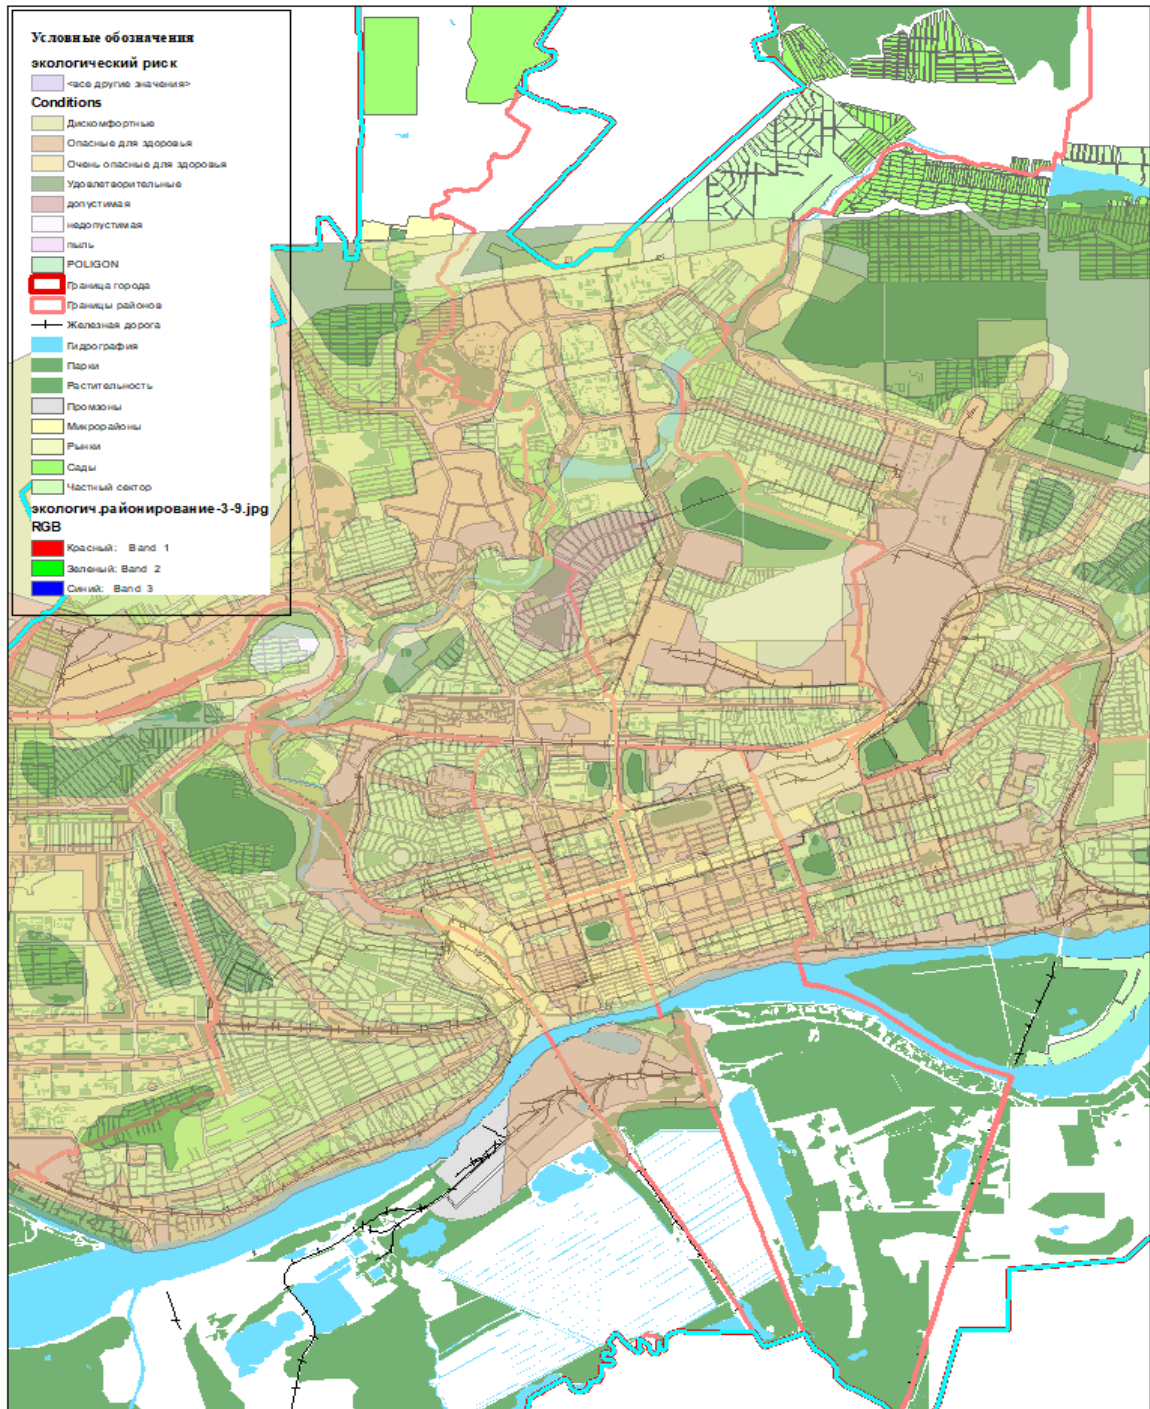 Условные обозначения
экологический риск
<все другие значения>
Conditions
Дискомфортные
Опасные для здоровья
Очень опасные для здоровья
Удовлетворительные
допустимая
недопустимая
пыль
POLIGON
Граница города
Границы районов
Железная дорога
Гидрография
Парки
Растительность
Промзоны
Микрорайоны
Рынки
Сады
Частный сектор
экологич.районирование-3-9.jpg
RGB
Красный: Band 1
Зеленый: Band 2
Синий: Band 3